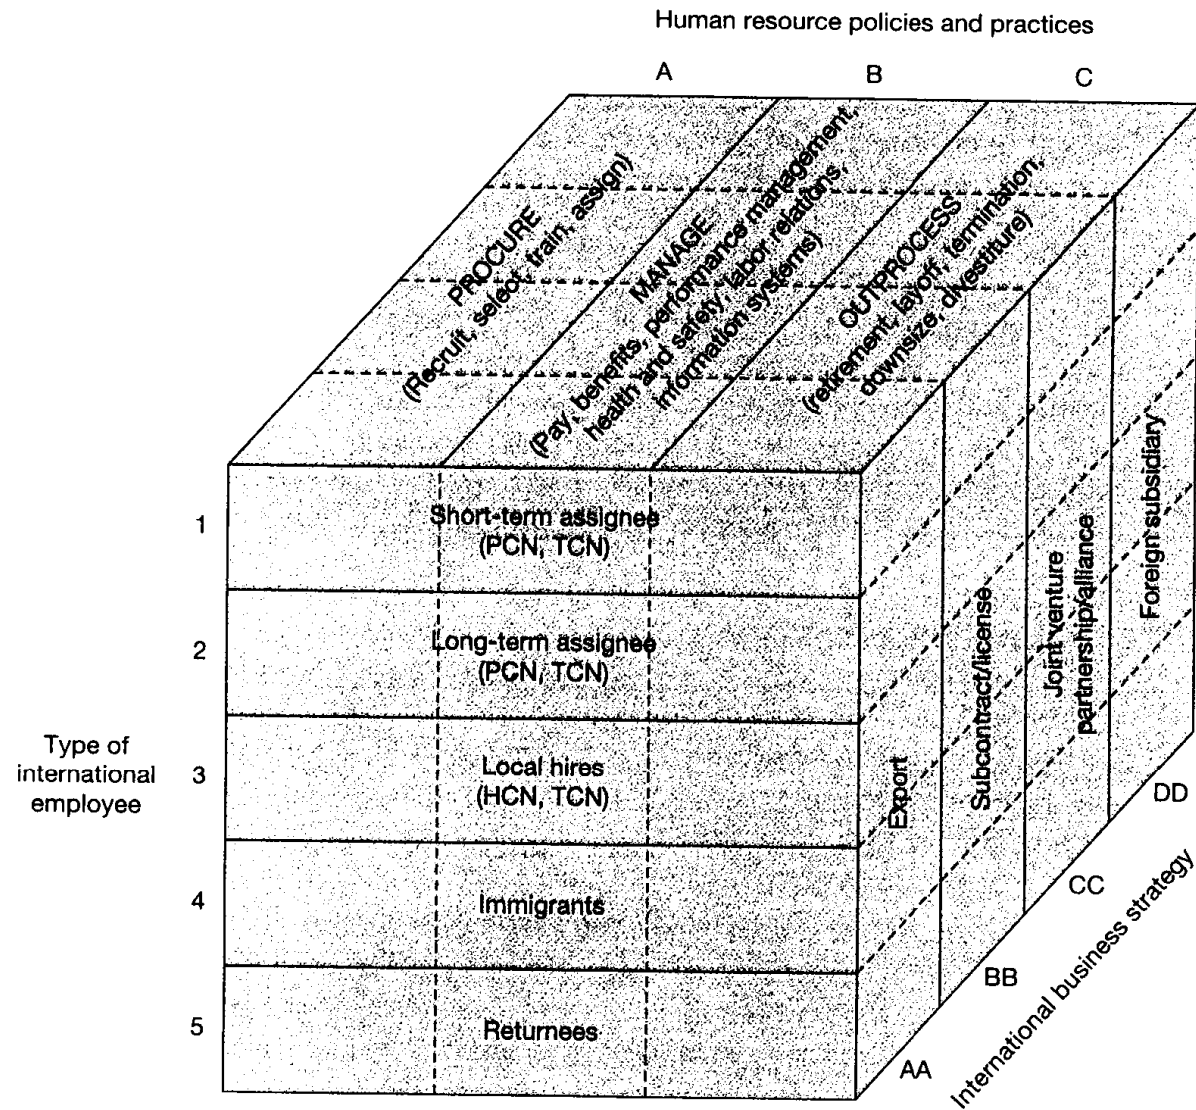 Human resource policies and practices
A
B
C
PROCURE
(Recruit, select, train, assign)
MANAGE
(Pay, benefits, performance management,
health and safety, labor relations,
information systems)
OUTPROCESS
(retirement, layoff, termination,
downsize, divestiture)
Type of
international
employee
1
Short-term assignee
(PCN, TCN)
2
Long-term assignee
(PCN, TCN)
3
Local hires
(HCN, TCN)
4
Immigrants
5
Returnees
Export
Subcontract/license
Joint venture
partnership/alliance
Foreign subsidiary
AA
BB
CC
DD
International business strategy